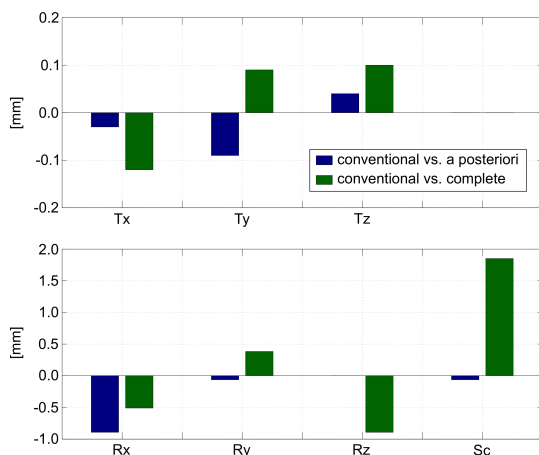 0.2
0.1
0.0
-0.1
-0.2
[mm]
conventional vs. a posteriori
conventional vs. complete
Tx Ty Tz
2.0
1.5
1.0
0.5
0.0
-0.5
-1.0
[mm]
Rx Rv Rz Sc